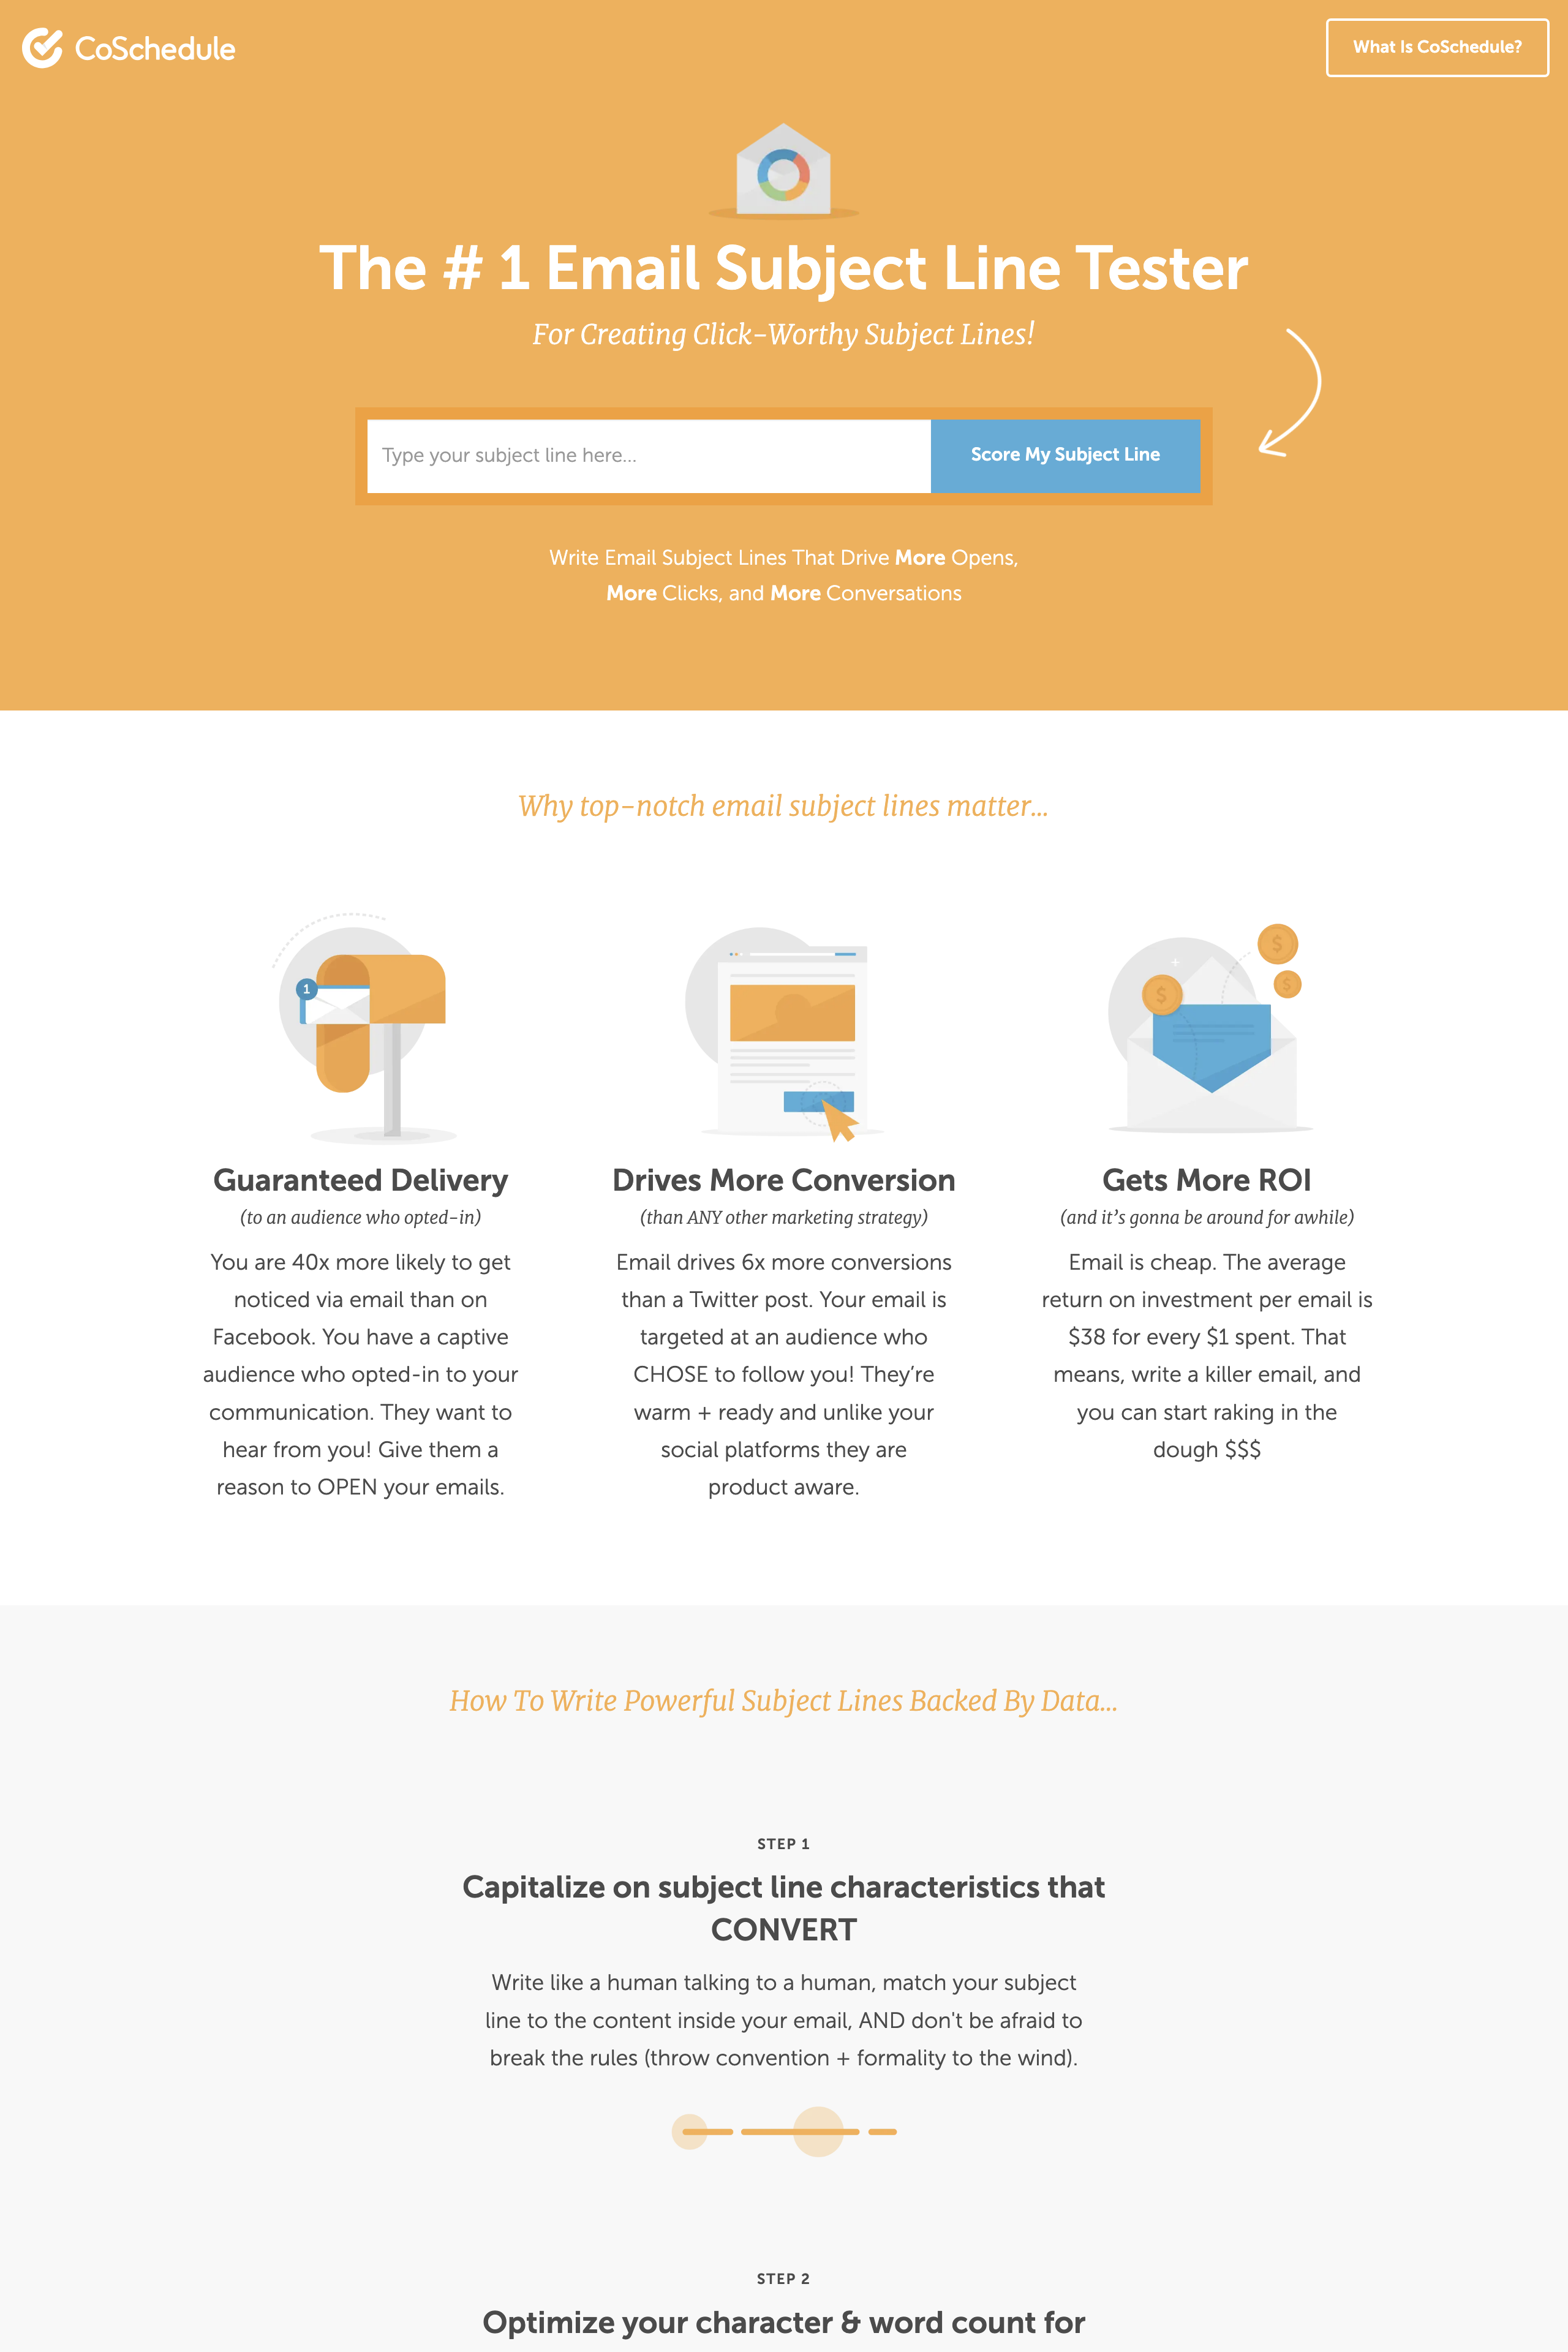 CoSchedule
What Is CoSchedule?
The # 1 Email Subject Line Tester
For Creating Click-Worthy Subject Lines!
Type your subject line here...
Score My Subject Line
Write Email Subject Lines That Drive More Opens,
More Clicks, and More Conversations
Why top-notch email subject lines matter...
1
$
$
$
Guaranteed Delivery
(to an audience who opted-in)
You are 40x more likely to get
noticed via email than on
Facebook. You have a captive
audience who opted-in to your
communication. They want to
hear from you! Give them a
reason to OPEN your emails.
Drives More Conversion
(than ANY other marketing strategy)
Email drives 6x more conversions
than a Twitter post. Your email is
targeted at an audience who
CHOSE to follow you! They’re
warm + ready and unlike your
social platforms they are
product aware.
Gets More ROI
(and it’s gonna be around for awhile)
Email is cheap. The average
return on investment per email is
$38 for every $1 spent. That
means, write a killer email, and
you can start raking in the
dough $$$
How To Write Powerful Subject Lines Backed By Data...
STEP 1
Capitalize on subject line characteristics that
CONVERT
Write like a human talking to a human, match your subject
line to the content inside your email, AND don't be afraid to
break the rules (throw convention + formality to the wind).
STEP 2
Optimize your character & word count for